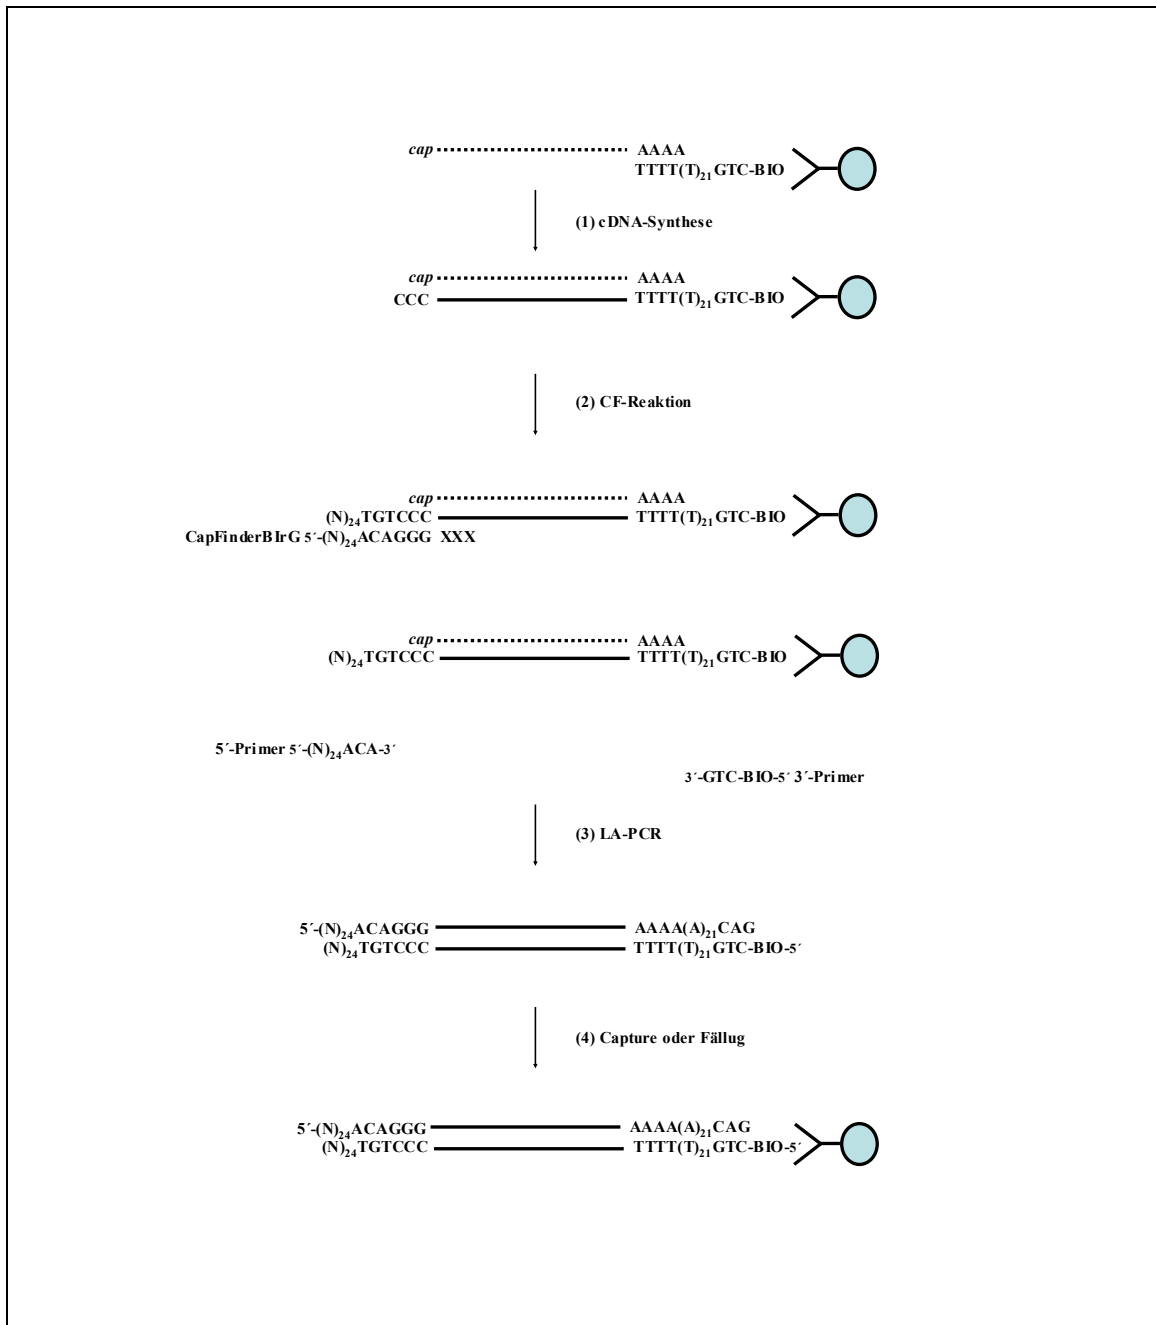 cap AAAA
TTTT(T)21GTC-BIO
(1) cDNA-Synthese
cap AAAA
CCC TTTT(T)21GTC-BIO
(2) CF-Reaktion
cap AAAA
(N)24TGTCCC TTTT(T)21GTC-BIO
CapFinderBIrG 5´-(N)24ACAGGG XXX
cap AAAA
(N)24TGTCCC TTTT(T)21GTC-BIO
5´-Primer 5´-(N)24ACA-3´
3´-GTC-BIO-5´ 3´-Primer
(3) LA-PCR
5´-(N)24ACAGGG AAAA(A)21CAG
(N)24TGTCCC TTTT(T)21GTC-BIO-5´
(4) Capture oder Fällug
5´-(N)24ACAGGG AAAA(A)21CAG
(N)24TGTCCC TTTT(T)21GTC-BIO-5´